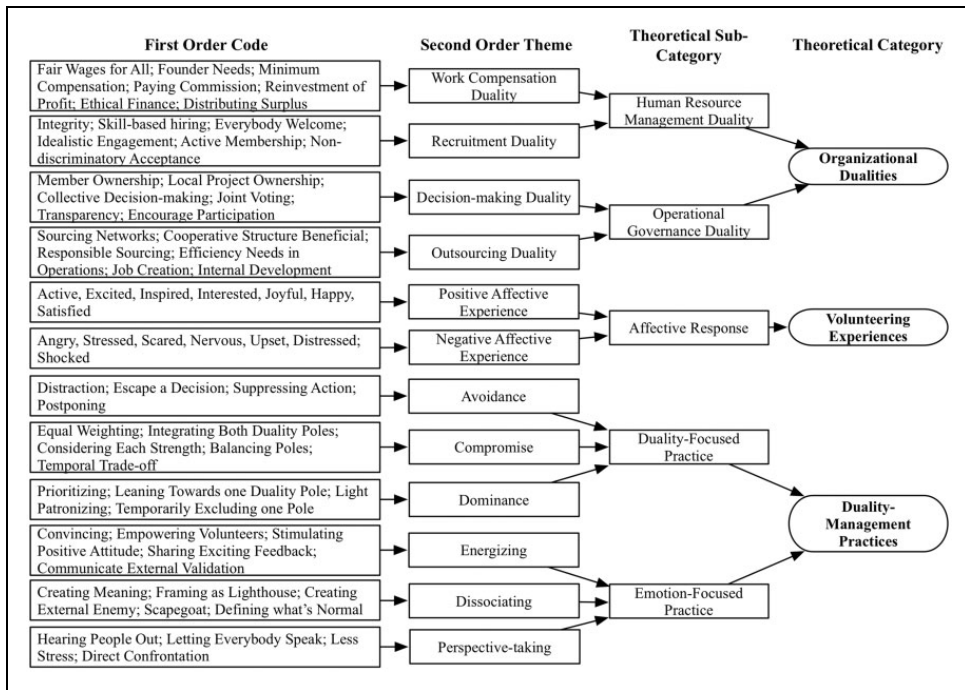 First Order Code
Second Order Theme
Theoretical Sub-
Category
Theoretical Category
Fair Wages for All; Founder Needs; Minimum
Compensation; Paying Commission; Reinvestment of
Profit; Ethical Finance; Distributing Surplus
Work Compensation
Duality
Integrity; Skill-based hiring; Everybody Welcome;
Idealistic Engagement; Active Membership; Non-
discriminatory Acceptance
Recruitment Duality
Human Resource
Management Duality
Member Ownership; Local Project Ownership;
Collective Decision-making; Joint Voting;
Transparency; Encourage Participation
Decision-making Duality
Sourcing Networks; Cooperative Structure Beneficial;
Responsible Sourcing; Efficiency Needs in
Operations; Job Creation; Internal Development
Outsourcing Duality
Operational
Governance Duality
Organizational
Dualities
Active, Excited, Inspired, Interested, Joyful, Happy,
Satisfied
Positive Affective
Experience
Angry, Stressed, Scared, Nervous, Upset, Distressed;
Shocked
Negative Affective
Experience
Affective Response
Volunteering
Experiences
Distraction; Escape a Decision; Suppressing Action;
Postponing
Avoidance
Equal Weighting; Integrating Both Duality Poles;
Considering Each Strength; Balancing Poles;
Temporal Trade-off
Compromise
Prioritizing; Leaning Towards one Duality Pole; Light
Patronizing; Temporarily Excluding one Pole
Dominance
Duality-Focused
Practice
Convincing; Empowering Volunteers; Stimulating
Positive Attitude; Sharing Exciting Feedback;
Communicate External Validation
Energizing
Creating Meaning; Framing as Lighthouse; Creating
External Enemy; Scapegoat; Defining what's Normal
Dissociating
Hearing People Out; Letting Everybody Speak; Less
Stress; Direct Confrontation
Perspective-taking
Emotion-Focused
Practice
Duality-
Management
Practices